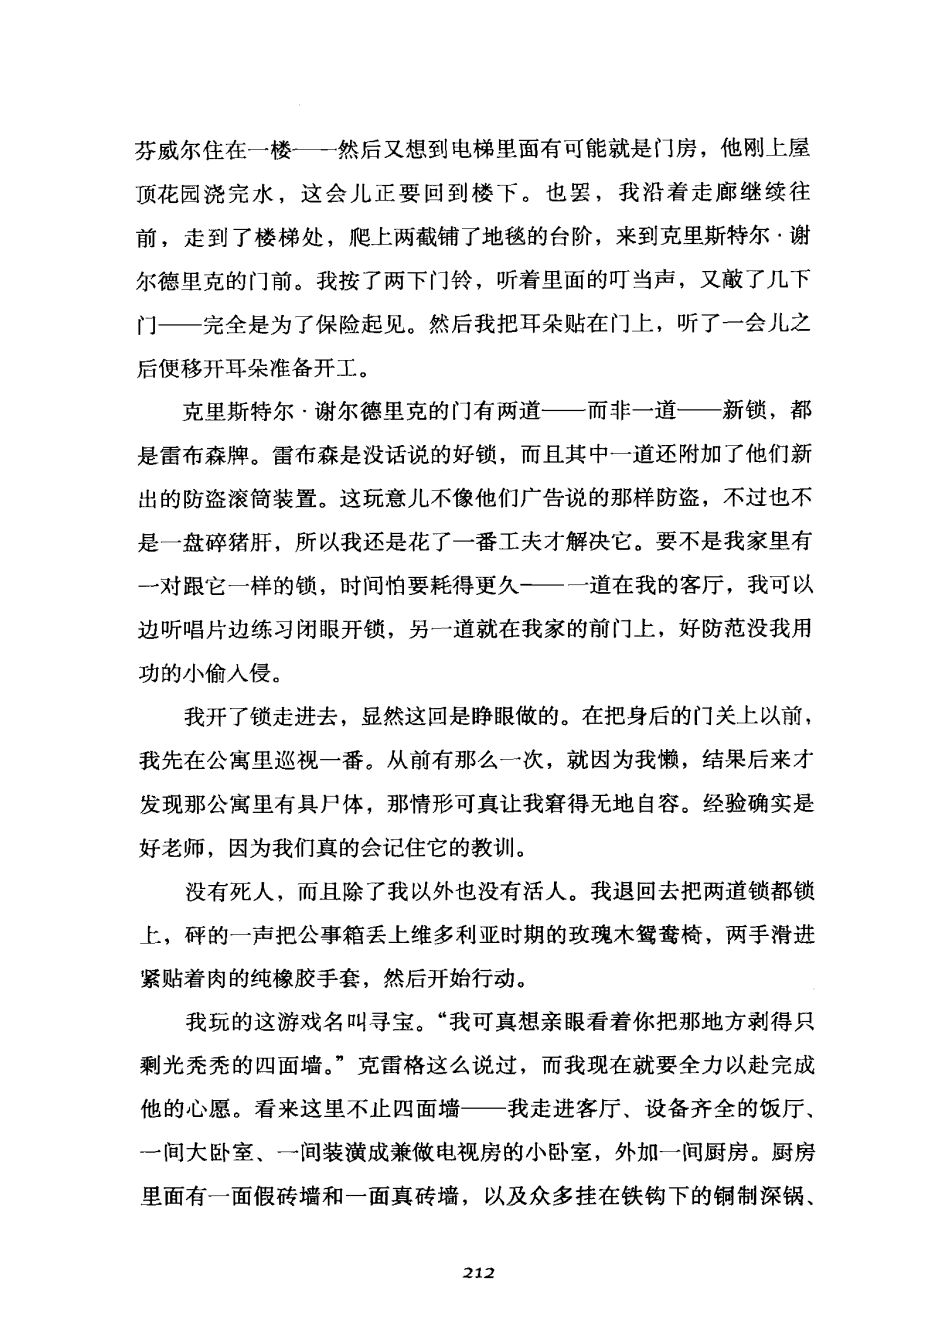 芬威尔住在一楼——然后又想到电梯里面有可能就是门房，他刚上屋
顶花园浇完水，这会儿正要回到楼下。也罢，我沿着走廊继续往
前，走到了楼梯处，爬上两截铺了地毯的台阶，来到克里斯特尔·谢
尔德里克的门前。我按了两下门铃，听着里面的叮当声，又敲了几下
门——完全是为了保险起见。然后我把耳朵贴在门上，听了一会儿之
后便移开耳朵准备开工。
克里斯特尔·谢尔德里克的门有两道——而非一道——新锁，都
是雷布森牌。雷布森是没话说的好锁，而且其中一道还附加了他们新
出的防盗滚筒装置。这玩意儿不像他们广告说的那样防盗，不过也不
是一盘碎猪肝，所以我还是花了一番工夫才解决它。要不是我家里有
一对跟它一样的锁，时间怕要耗得更久——一道在我的客厅，我可以
边听唱片边练习闭眼开锁，另一道就在我家的前门上，好防范没我用
功的小偷入侵。
我开了锁走进去，显然这回是睁眼做的。在把身后的门关上以前，
我先在公寓里巡视一番。从前有那么一次，就因为我懒，结果后来才
发现那公寓里有具尸体，那情形可真让我窘得无地自容。经验确实是
好老师，因为我们真的会记住它的教训。
没有死人，而且除了我以外也没有活人。我退回去把两道锁都锁
上，砰的一声把公事箱丢上维多利亚时期的玫瑰木鸳鸯椅，两手滑进
紧贴着肉的纯橡胶手套，然后开始行动。
我玩的这游戏名叫寻宝。“我可真想亲眼看着你把那地方剥得只
剩光秃秃的四面墙。”克雷格这么说过，而我现在就要全力以赴完成
他的心愿。看来这里不止四面墙——我走进客厅、设备齐全的饭厅、
一间大卧室、一间装潢成兼做电视房的小卧室，外加一间厨房。厨房
里面有一面假砖墙和一面真砖墙，以及众多挂在铁钩下的铜制深锅、
212